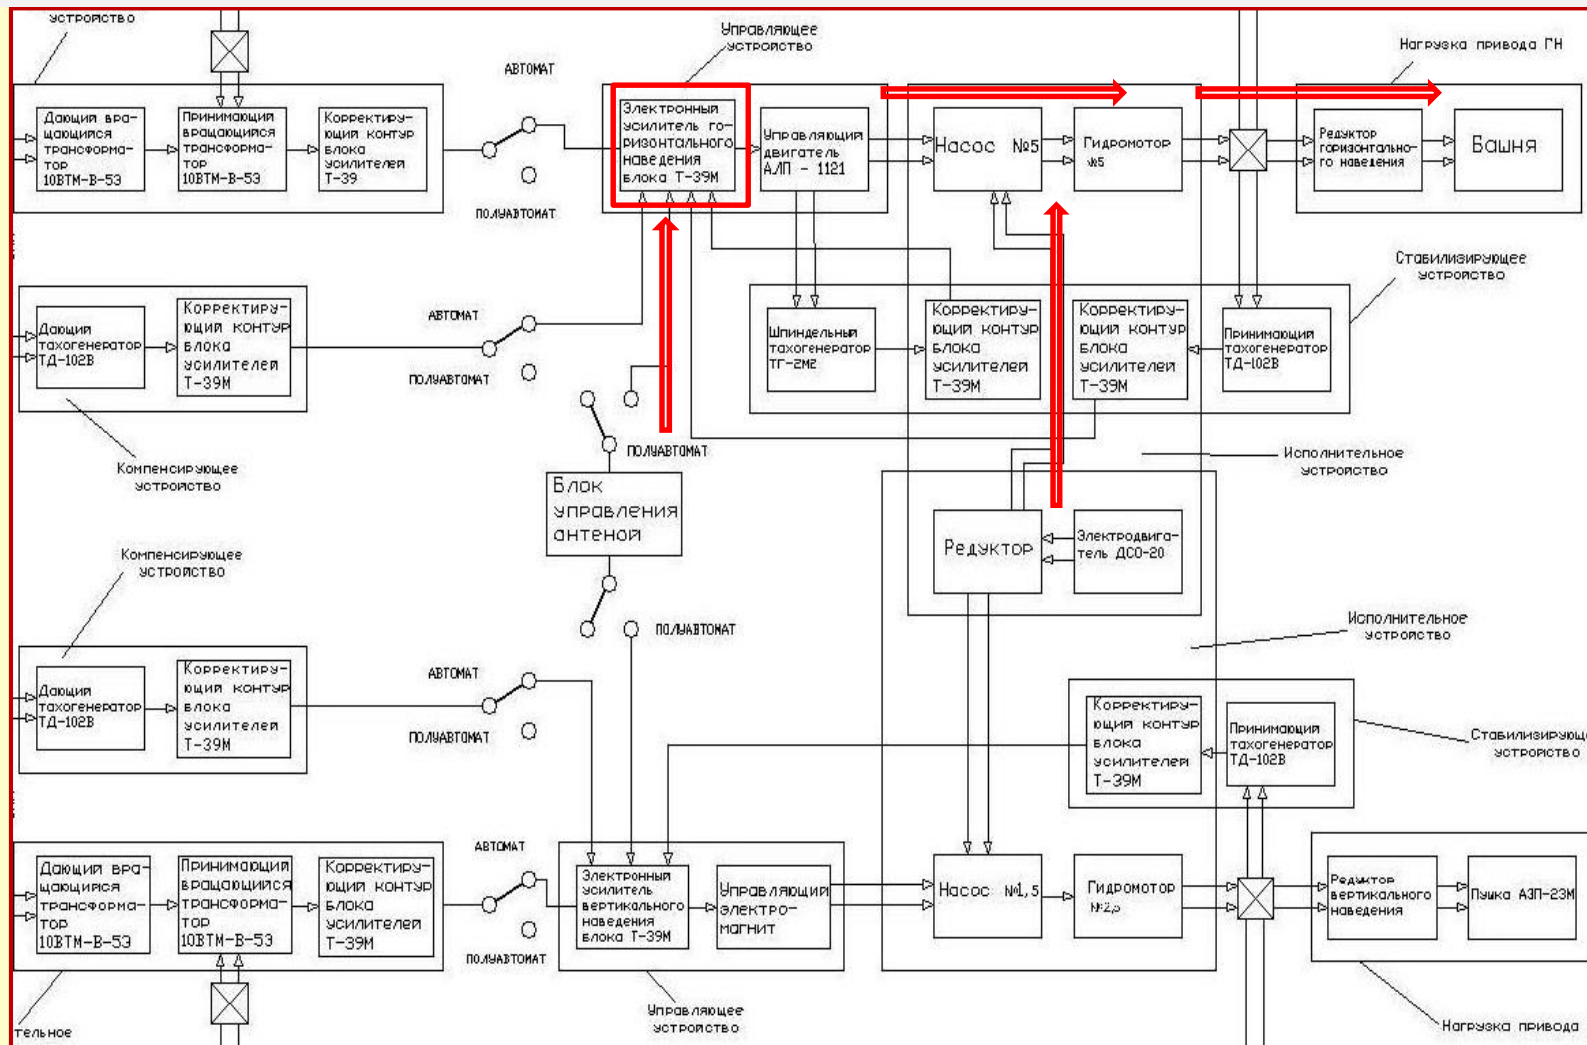 устройство
Управляющее
устройство
Нагрузка привода ГН
АВТОМАТ
Дающий вра-
щающийся
трансформа-
тор
10ВТМ-В-53
Принимающий
вращающийся
трансформа-
тор
10ВТМ-В-53
Корректиру-
ющий контур
блока
усилителей
Т-39
Электронный
усилитель го-
ризонтального
наведения
блока Т-39М
Управляющий
двигатель
АЛП - 1121
Насос №5
Гидромотор
№5
Редуктор
горизонтально-
го наведения
Башня
ПОЛУАВТОМАТ
Стабилизирующее
устройство
Дающий
тахогенератор
ТД-102В
Корректиру-
ющий контур
блока
усилителей
Т-39М
АВТОМАТ
ПОЛУАВТОМАТ
Шпиндельный
тахогенератор
ТГ-2М2
Корректиру-
ющий контур
блока
усилителей
Т-39М
Корректиру-
ющий контур
блока
усилителей
Т-39М
Принимающий
тахогенератор
ТД-102В
Компенсирующее
устройство
ПОЛУАВТОМАТ
Исполнительное
устройство
Блок
управления
антеной
Редуктор
Электродвига-
тель ДСО-20
Компенсирующее
устройство
ПОЛУАВТОМАТ
Исполнительное
устройство
Дающий
тахогенератор
ТД-102В
Корректиру-
ющий контур
блока
усилителей
Т-39М
АВТОМАТ
ПОЛУАВТОМАТ
Корректиру-
ющий контур
блока
усилителей
Т-39М
Принимающий
тахогенератор
ТД-102В
Стабилизирующе
устройство
АВТОМАТ
Дающий вра-
щающийся
трансформа-
тор
10ВТМ-В-53
Принимающий
вращающийся
трансформа-
тор
10ВТМ-В-53
Корректиру-
ющий контур
блока
усилителей
Т-39М
Электронный
усилитель
вертикального
наведения
блока Т-39М
Управляющий
электро-
магнит
Насос №1,5
Гидромотор
№2,5
Редуктор
вертикального
наведения
Пушка АЗП-23М
ПОЛУАВТОМАТ
Управляющее
устройство
тельное
Нагрузка привода